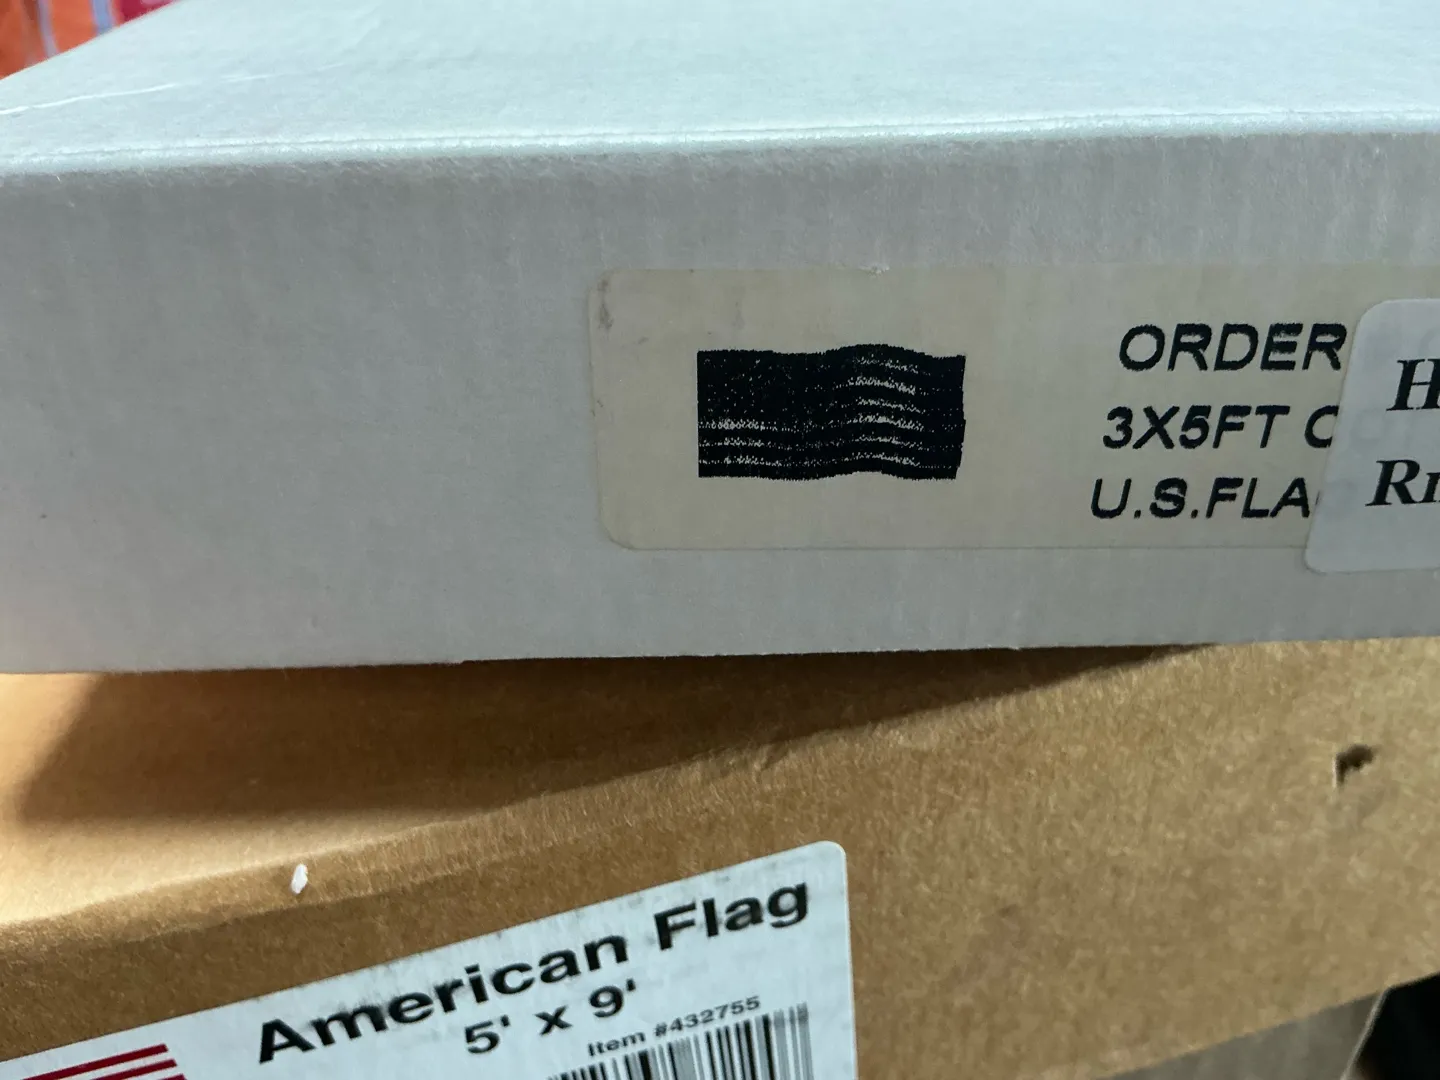 ORDER
3X5FT
U.S.FLA
H
American Flag
5' x 9'
Item #432755